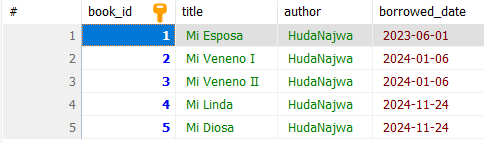 # book_id title author borrowed_date
1 1 Mi Esposa HudaNajwa 2023-06-01
2 2 Mi Veneno I HudaNajwa 2024-01-06
3 3 Mi Veneno II HudaNajwa 2024-01-06
4 4 Mi Linda HudaNajwa 2024-11-24
5 5 Mi Diosa HudaNajwa 2024-11-24